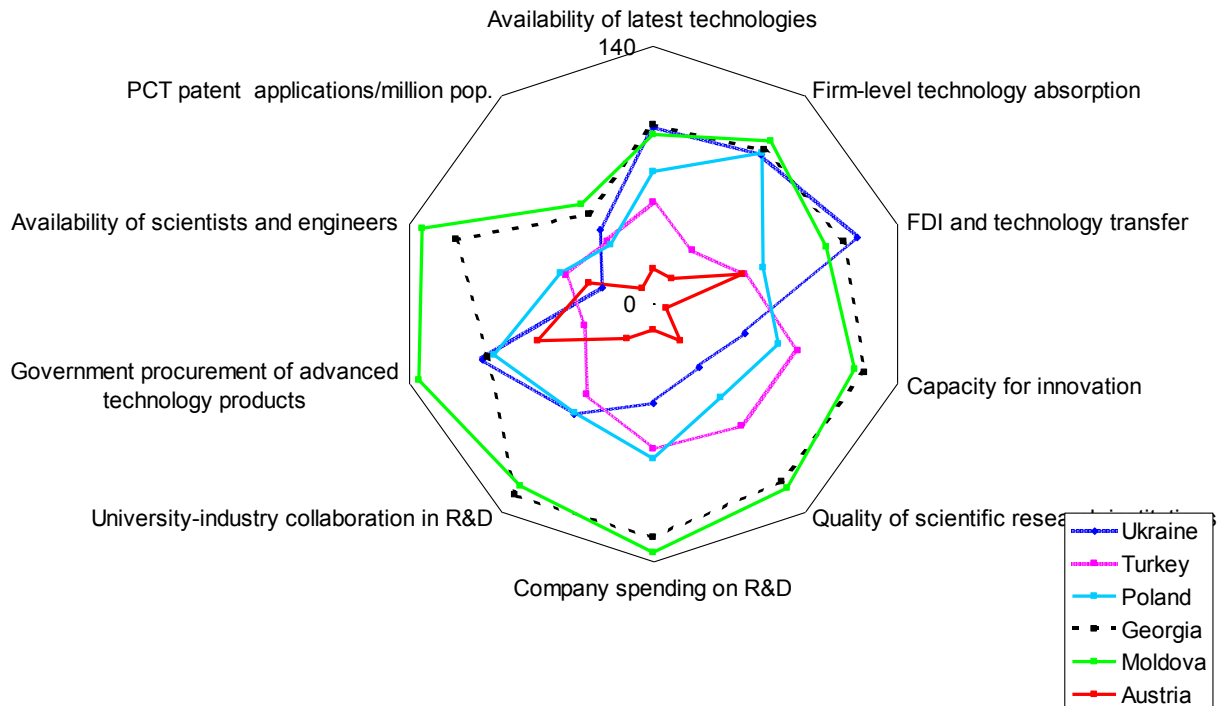 Availability of latest technologies
140
PCT patent applications/million pop.
Firm-level technology absorption
Availability of scientists and engineers
FDI and technology transfer
0
Government procurement of advanced
technology products
Capacity for innovation
University-industry collaboration in R&D
Quality of scientific research institutions
Company spending on R&D
Ukraine
Turkey
Poland
Georgia
Moldova
Austria